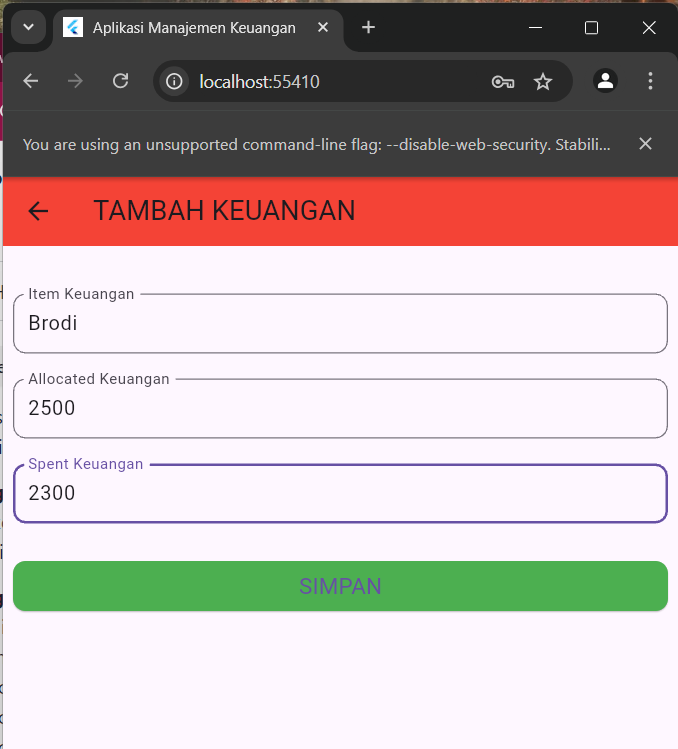 Aplikasi Manajemen Keuangan
localhost:55410
You are using an unsupported command-line flag: --disable-web-security. Stabili...
TAMBAH KEUANGAN
Item Keuangan
Brodi
Allocated Keuangan
2500
Spent Keuangan
2300
SIMPAN